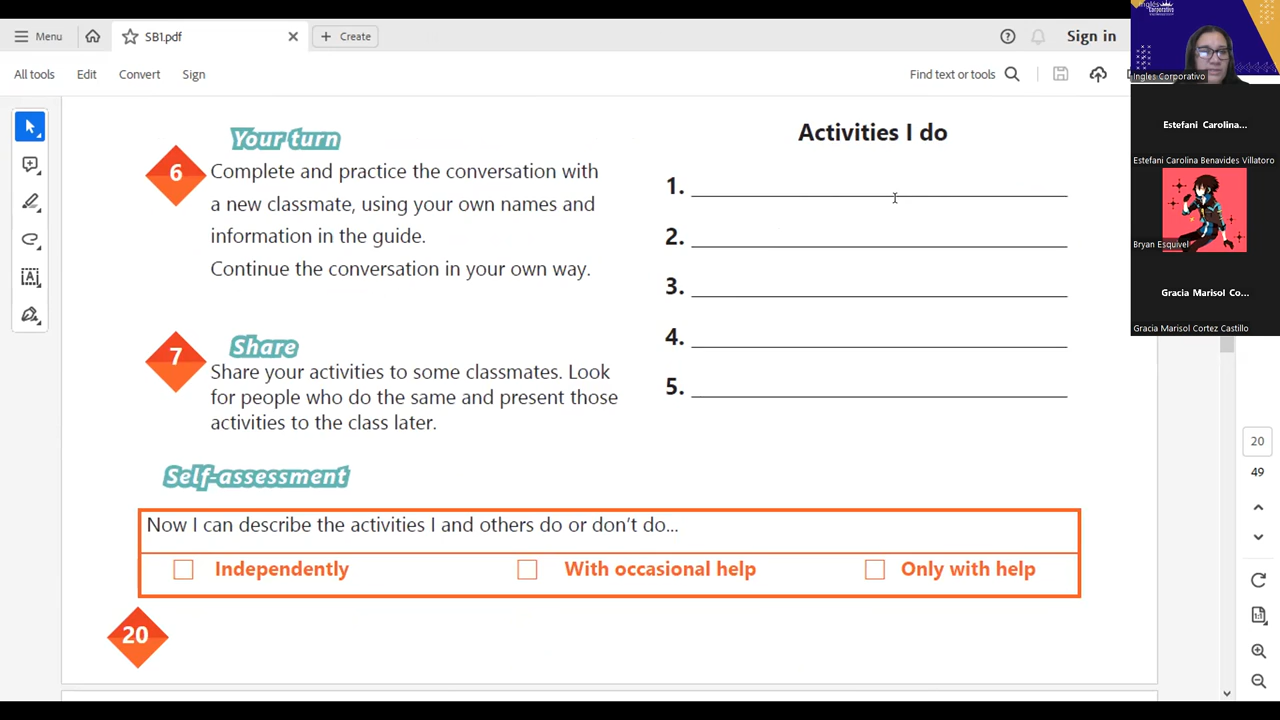 Menu
SB1.pdf
Create
Sign in
All tools
Edit
Convert
Sign
Find text or tools
Inglés
Corporativo
Ingles Corporativo
Estefani Carolina...
Estefani Carolina Benavides Villatoro
Bryan Esquivel
Gracia Marisol Co...
Gracia Marisol Cortez Castillo
6
Your turn
Complete and practice the conversation with
a new classmate, using your own names and
information in the guide.
Continue the conversation in your own way.
7
Share
Share your activities to some classmates. Look
for people who do the same and present those
activities to the class later.
Activities I do
1.
2.
3.
4.
5.
Self-assessment
Now I can describe the activities I and others do or don't do...
Independently
With occasional help
Only with help
20
20
49